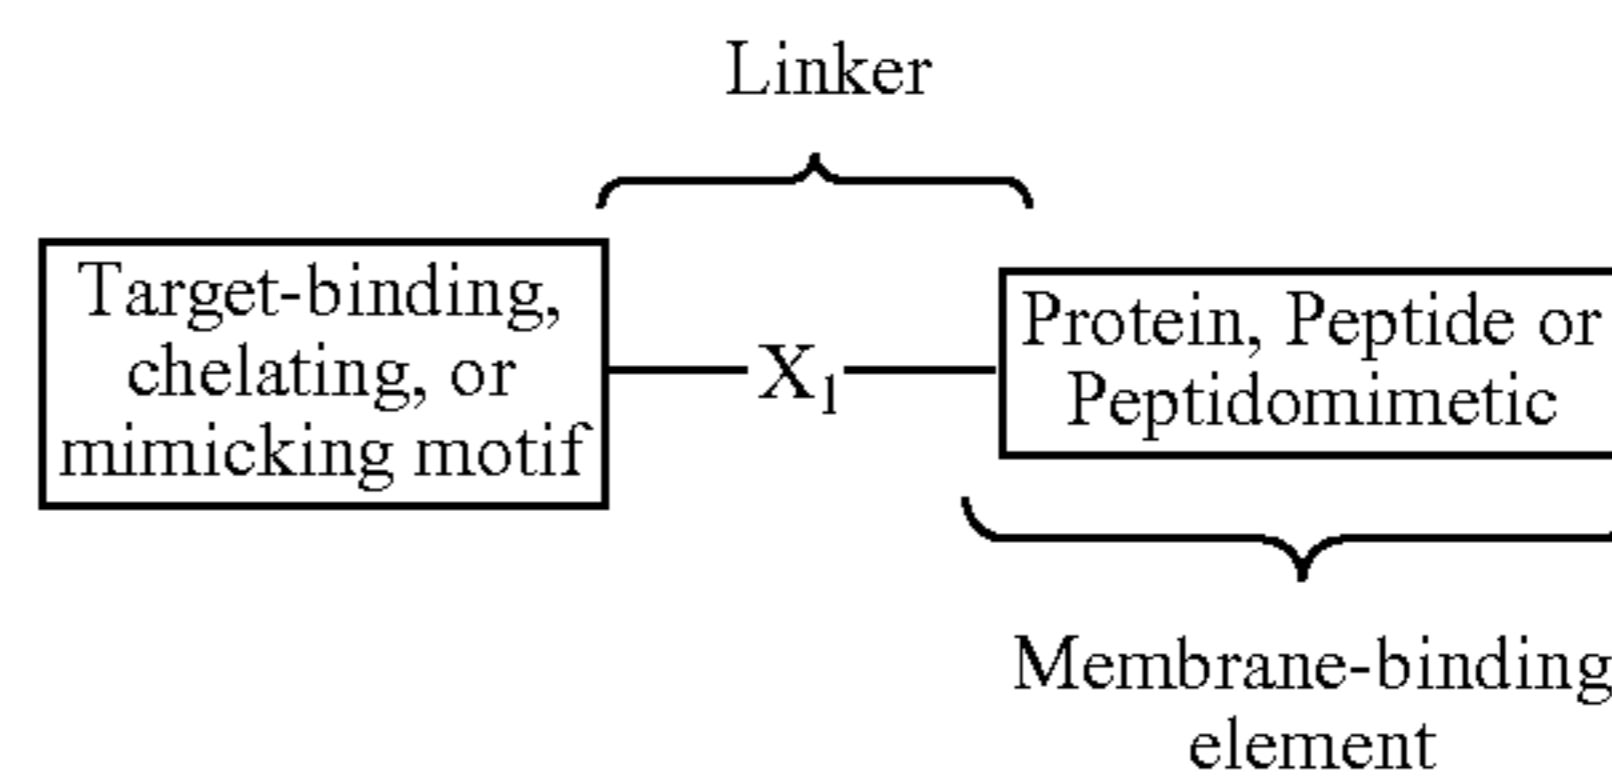 Linker
Target-binding,
chelating, or
mimicking motif
X₁
Protein, Peptide or
Peptidomimetic
Membrane-binding
element